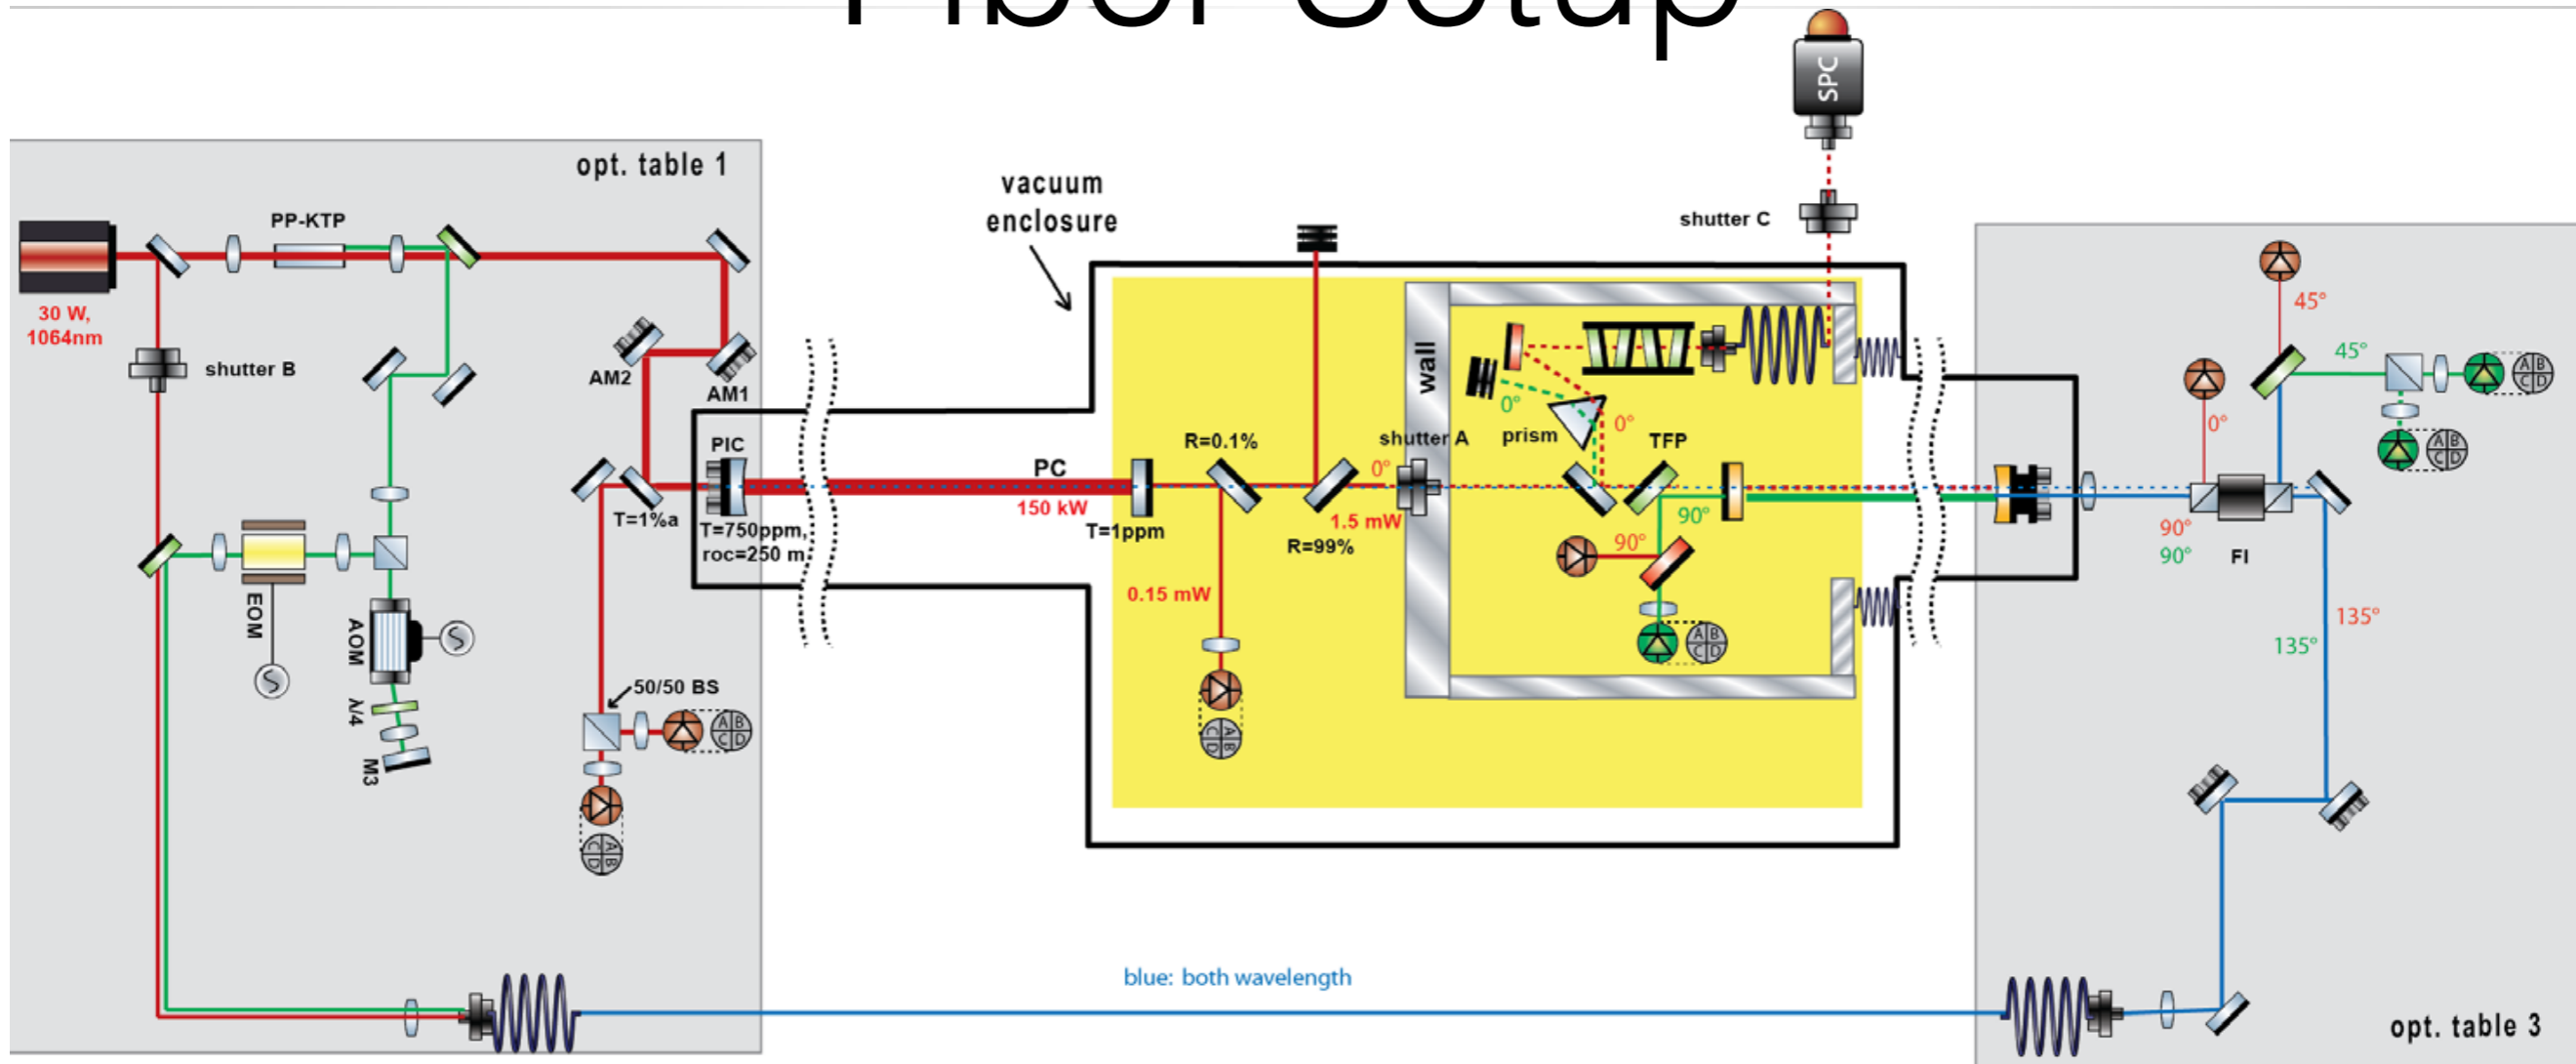 Fiber Setup
SPC
opt. table 1
PP-KTP
vacuum
enclosure
shutter C
30 W,
1064nm
shutter B
AM2
AM1
PIC
T=1%a
T=750ppm,
roc=250 m
PC
150 kW
T=1ppm
R=0.1%
R=99%
0°
1.5 mW
0.15 mW
shutter A
wall
0°
prism
0°
TFP
90°
90°
45°
45°
0°
90°
90°
FI
135°
135°
EOM
AOM
λ/4
M3
50/50 BS
A B
C D
A B
C D
A B
C D
A B
C D
A B
C D
A B
C D
blue: both wavelength
opt. table 3